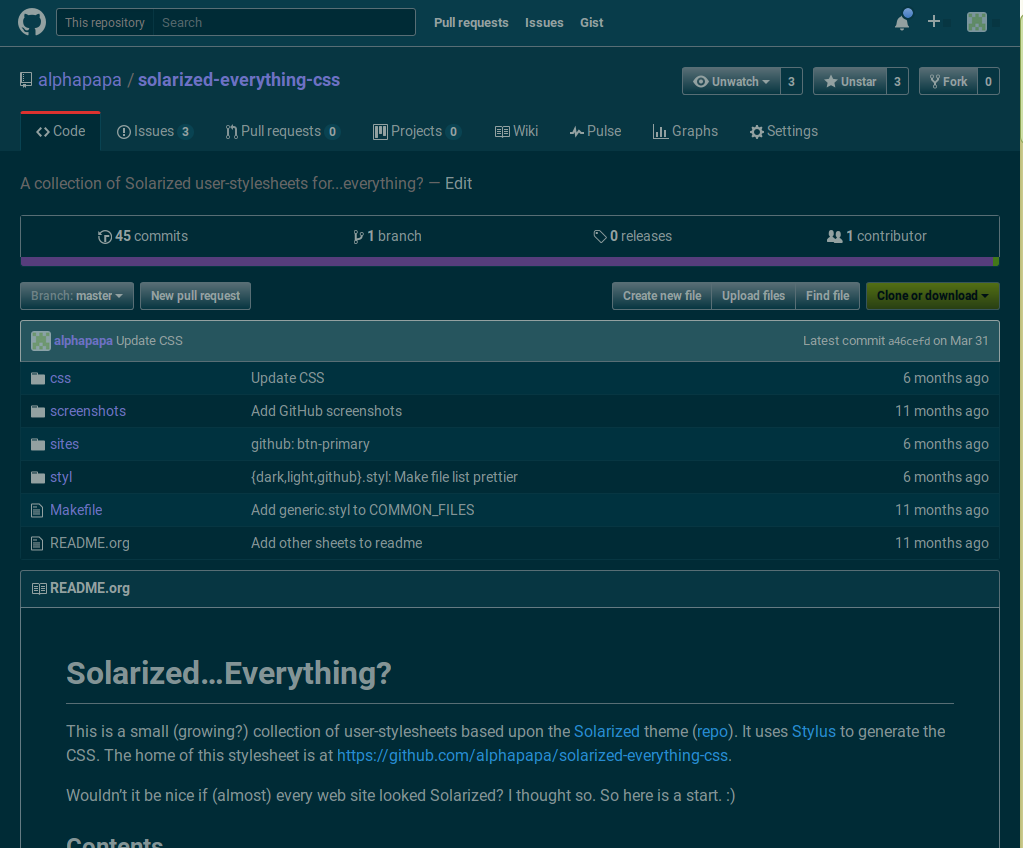 This repository Search Pull requests Issues Gist
alphapapa / solarized-everything-css Unwatch 3 Unstar 3 Fork 0
Code Issues 3 Pull requests 0 Projects 0 Wiki Pulse Graphs Settings
A collection of Solarized user-stylesheets for...everything? — Edit
45 commits 1 branch 0 releases 1 contributor
Branch: master New pull request Create new file Upload files Find file Clone or download
alphapapa Update CSS Latest commit a46cefd on Mar 31
css Update CSS 6 months ago
screenshots Add GitHub screenshots 11 months ago
sites github: btn-primary 6 months ago
styl {dark,light,github}.styl: Make file list prettier 6 months ago
Makefile Add generic.styl to COMMON_FILES 11 months ago
README.org Add other sheets to readme 11 months ago
README.org
Solarized...Everything?
This is a small (growing?) collection of user-stylesheets based upon the Solarized theme (repo). It uses Stylus to generate the
CSS. The home of this stylesheet is at https://github.com/alphapapa/solarized-everything-css.
Wouldn't it be nice if (almost) every web site looked Solarized? I thought so. So here is a start. :)
Contents